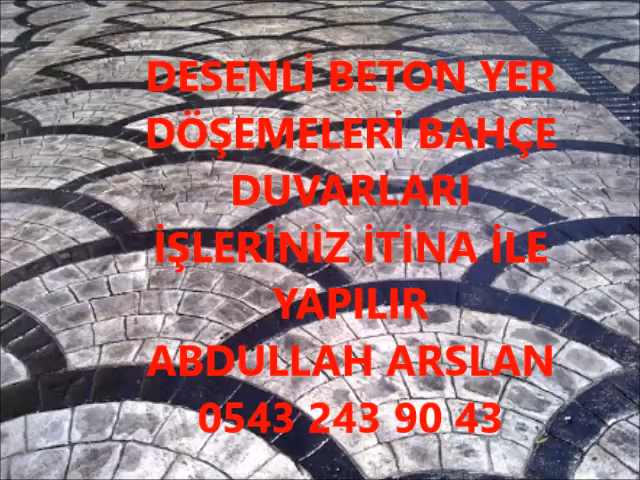 DESENLİ BETON YER
DÖŞEMELERİ BAHÇE
DUVARLARI
İŞLERİNİZ İTİNA İLE
YAPILIR
ABDULLAH ARSLAN
0543 243 90 43